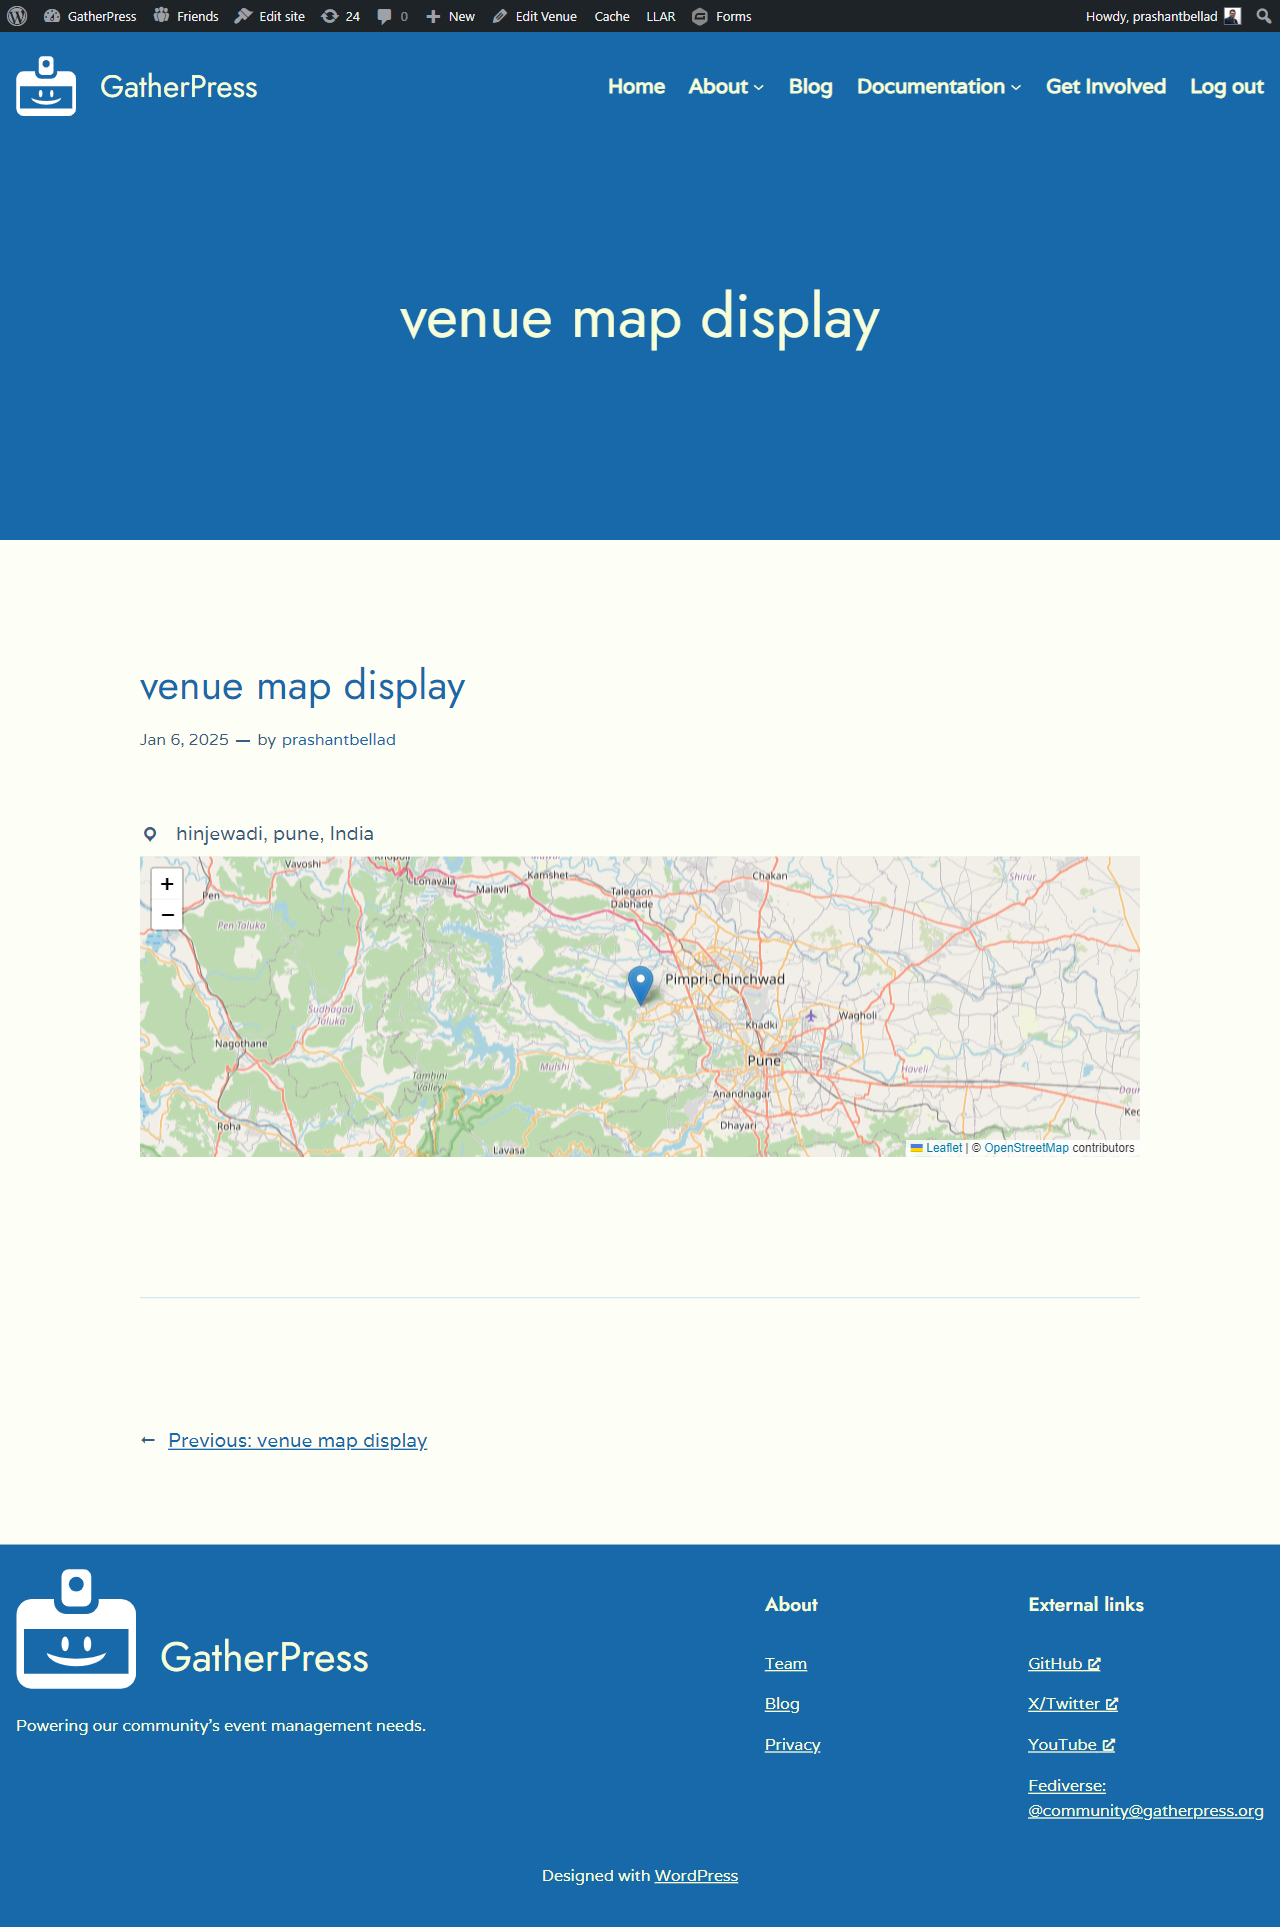 GatherPress Friends Edit site 24 0 New Edit Venue Cache LLAR Forms Howdy, prashantbellad
GatherPress Home About Blog Documentation Get Involved Log out
venue map display
venue map display
Jan 6, 2025 — by prashantbellad
hinjewadi, pune, India
+
−
Vavoshi
Khopoli
Lonavala
Malavli
Kamshet
Talegaon
Dabhade
Chakan
Shirur
Pen
Pen Taluka
Pimpri-Chinchwad
Sudhagad
Taluka
Khadki
Wagholi
Nagothane
Pune
Mulshi
Haveli
Tamhini
Valley
Anandnagar
Roha
Dhayari
Lavasa
Leaflet | © OpenStreetMap contributors
← Previous: venue map display
GatherPress
Powering our community’s event management needs.
About
Team
Blog
Privacy
External links
GitHub
X/Twitter
YouTube
Fediverse:
@community@gatherpress.org
Designed with WordPress